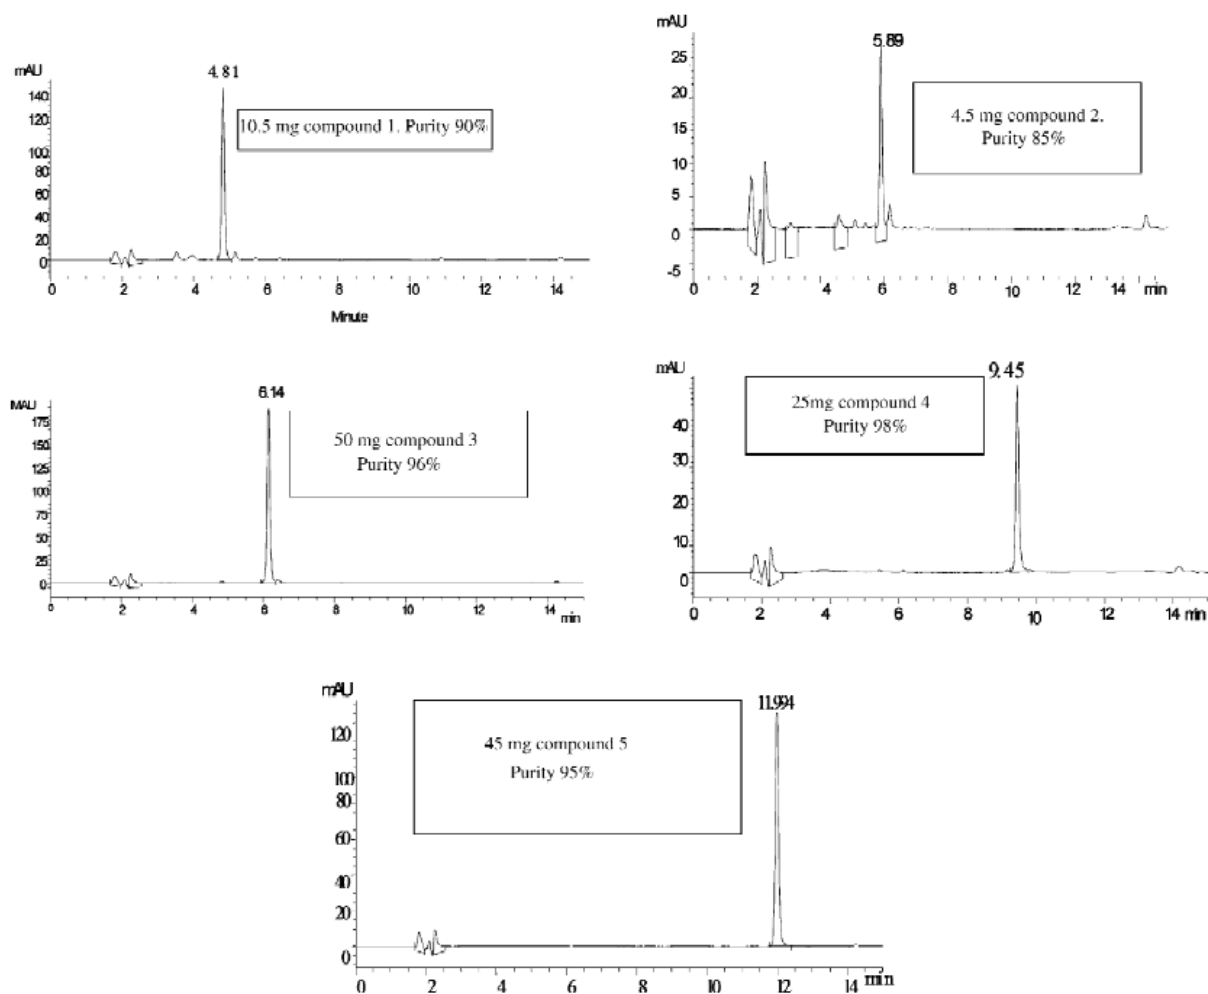 mAU
4.81
10.5 mg compound 1. Purity 90%
140
120
100
80
60
40
20
0
0 2 4 6 8 10 12 14
Minute
mAU
5.89
4.5 mg compound 2.
Purity 85%
25
20
15
10
5
0
-5
0 2 4 6 8 10 12 14 min
MAU
6.14
50 mg compound 3
Purity 96%
175
150
125
100
75
50
25
0
0 2 4 6 8 10 12 14 min
mAU
9.45
25mg compound 4
Purity 98%
40
30
20
10
0
0 2 4 6 8 10 12 14 min
mAU
11.994
45 mg compound 5
Purity 95%
120
100
80
60
40
20
0
0 2 4 6 8 10 12 14 min